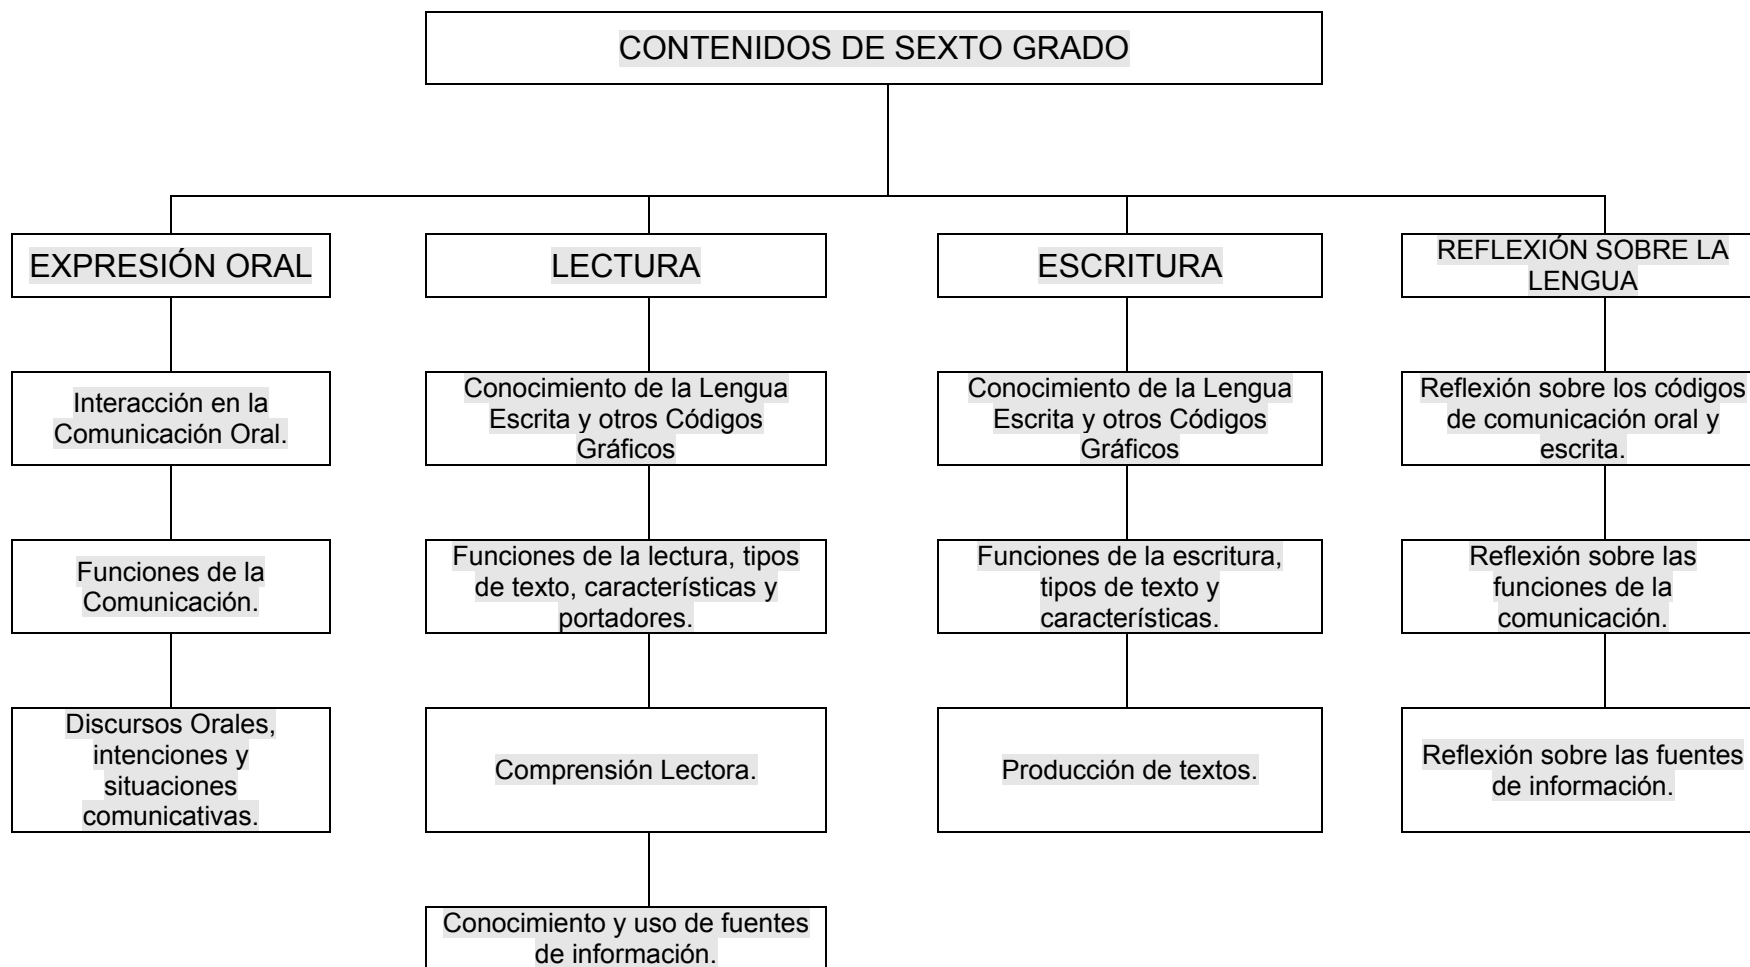 CONTENIDOS DE SEXTO GRADO
EXPRESIÓN ORAL
LECTURA
ESCRITURA
REFLEXIÓN SOBRE LA
LENGUA
Interacción en la
Comunicación Oral.
Conocimiento de la Lengua
Escrita y otros Códigos
Gráficos
Conocimiento de la Lengua
Escrita y otros Códigos
Gráficos
Reflexión sobre los códigos
de comunicación oral y
escrita.
Funciones de la
Comunicación.
Funciones de la lectura, tipos
de texto, características y
portadores.
Funciones de la escritura,
tipos de texto y
características.
Reflexión sobre las
funciones de la
comunicación.
Discursos Orales,
intenciones y
situaciones
comunicativas.
Comprensión Lectora.
Producción de textos.
Reflexión sobre las fuentes
de información.
Conocimiento y uso de fuentes
de información.